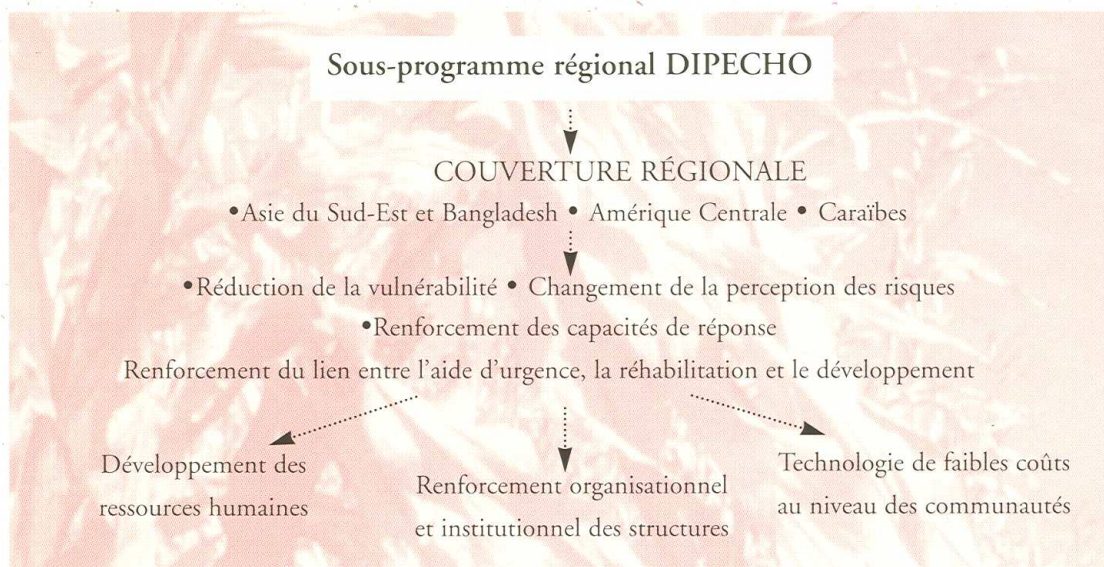 Sous-programme régional DIPECHO
COUVERTURE RÉGIONALE
•Asie du Sud-Est et Bangladesh • Amérique Centrale • Caraïbes
•Réduction de la vulnérabilité • Changement de la perception des risques
•Renforcement des capacités de réponse
Renforcement du lien entre l’aide d’urgence, la réhabilitation et le développement
Développement des
ressources humaines
Renforcement organisationnel
et institutionnel des structures
Technologie de faibles coûts
au niveau des communautés